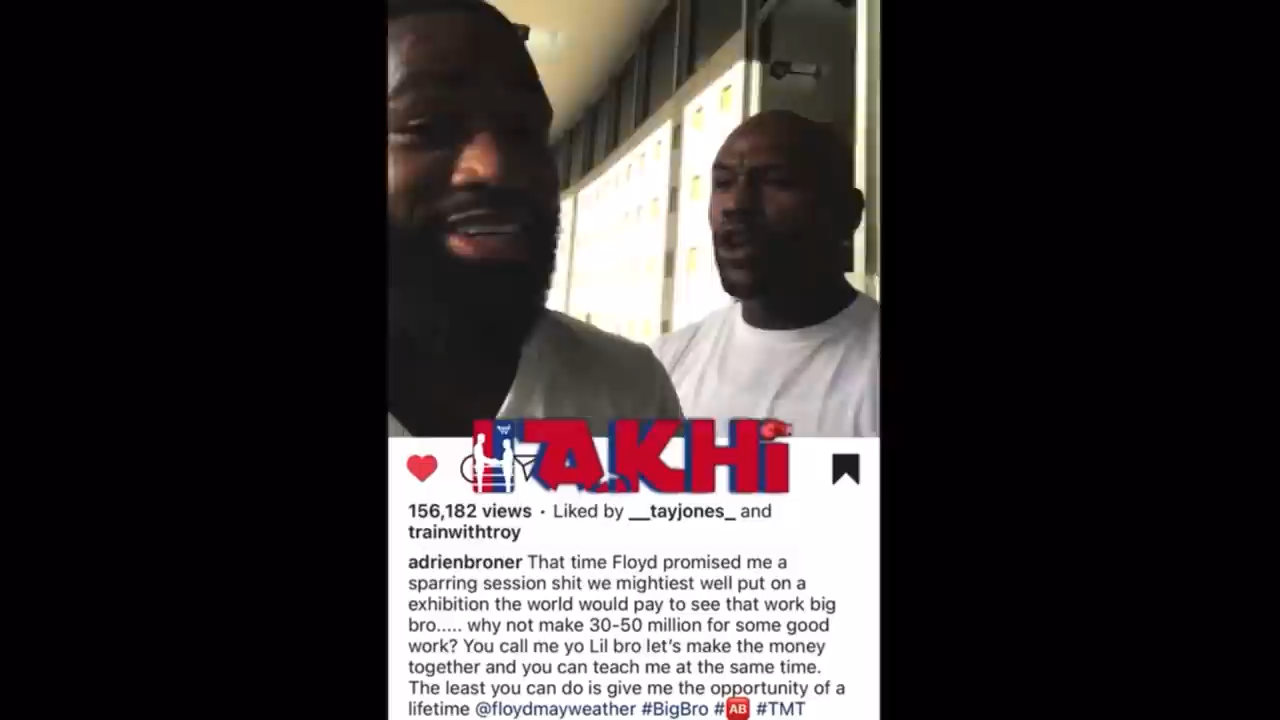 AKHi
156,182 views · Liked by __tayjones_ and
trainwithtroy
adrienbroner That time Floyd promised me a
sparring session shit we mightiest well put on a
exhibition the world would pay to see that work big
bro..... why not make 30-50 million for some good
work? You call me yo Lil bro let's make the money
together and you can teach me at the same time.
The least you can do is give me the opportunity of a
lifetime @floydmayweather #BigBro #🆎 #TMT